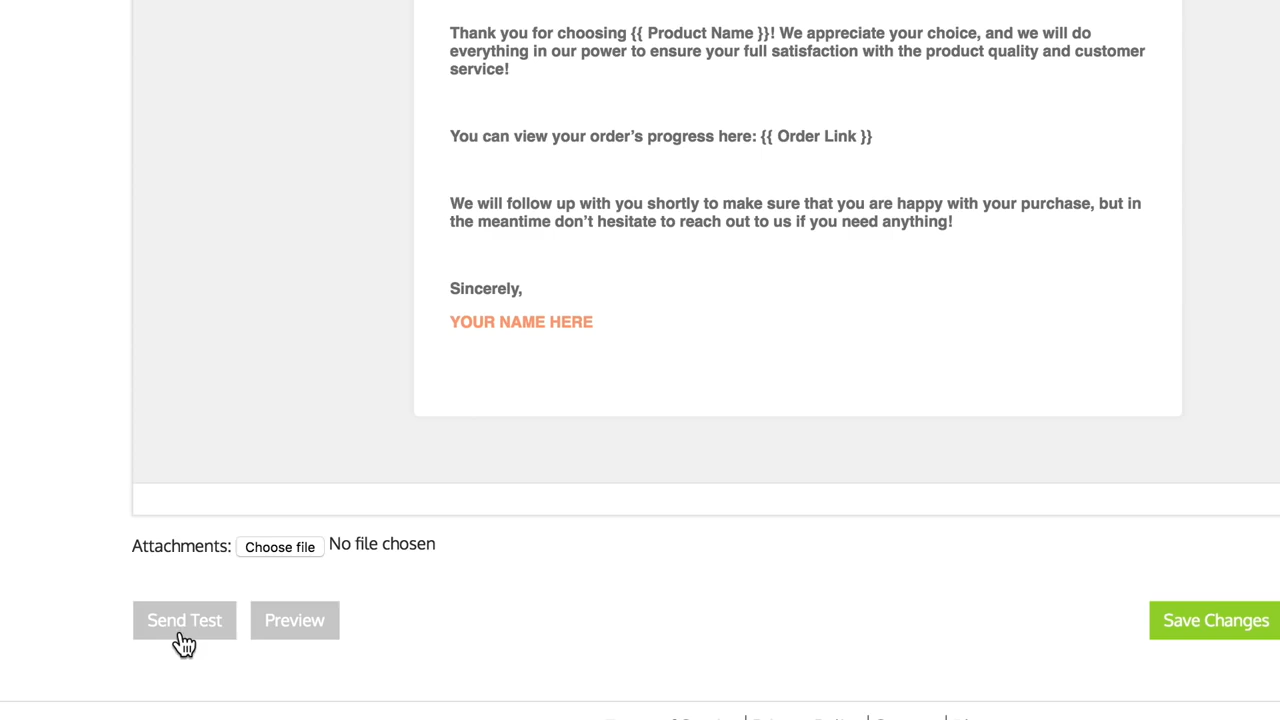 Thank you for choosing {{ Product Name }}! We appreciate your choice, and we will do
everything in our power to ensure your full satisfaction with the product quality and customer
service!
You can view your order’s progress here: {{ Order Link }}
We will follow up with you shortly to make sure that you are happy with your purchase, but in
the meantime don’t hesitate to reach out to us if you need anything!
Sincerely,
YOUR NAME HERE
Attachments: Choose file No file chosen
Send Test Preview Save Changes